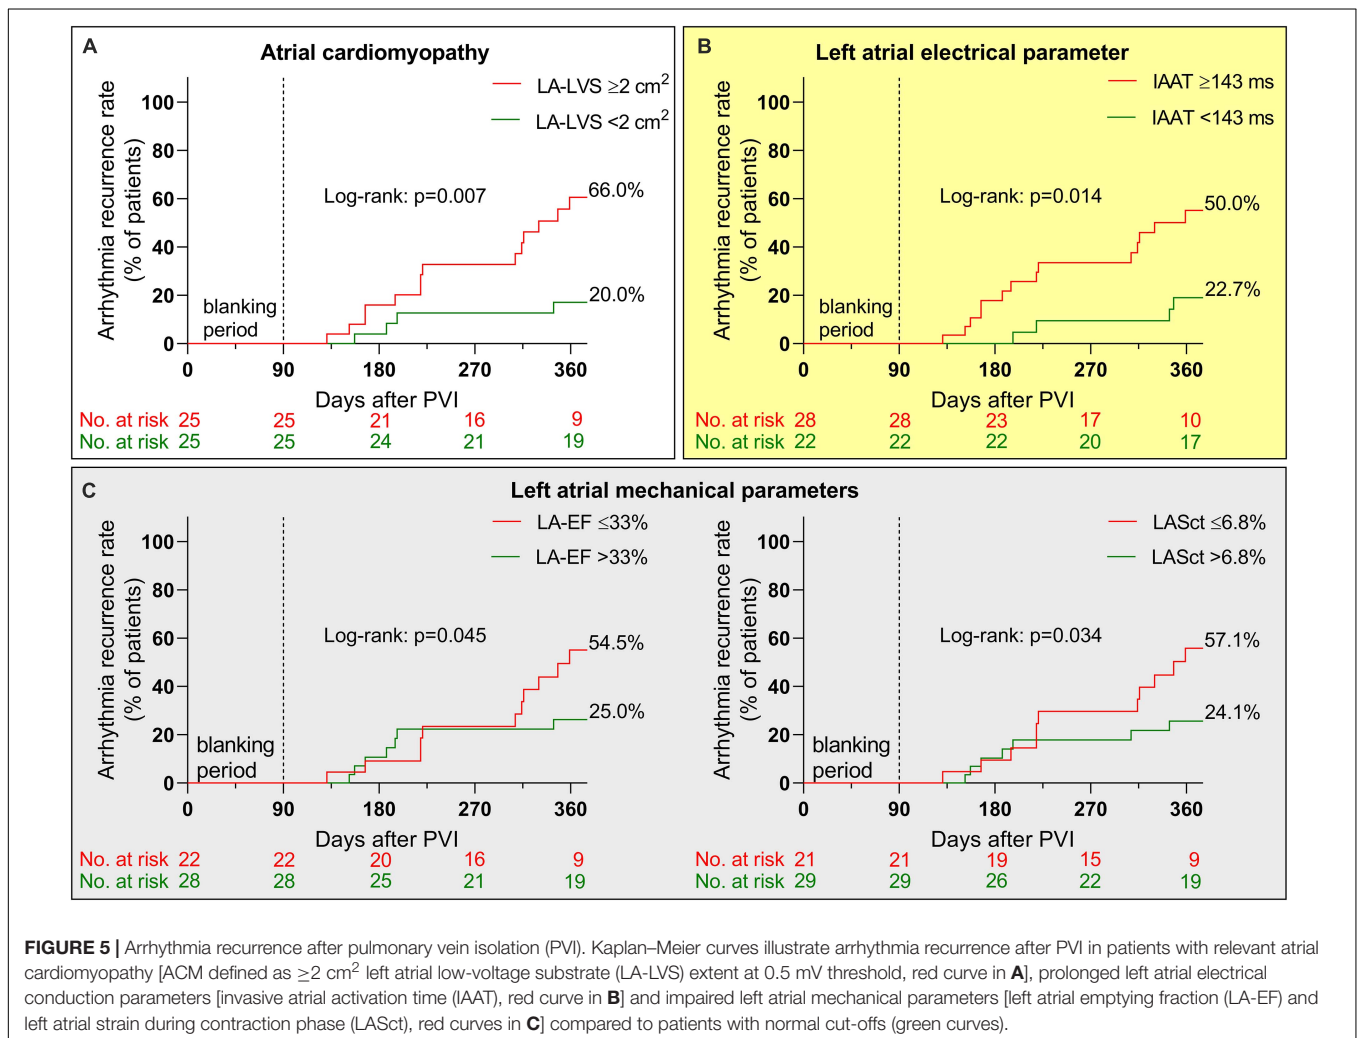 A
Atrial cardiomyopathy
LA-LVS ≥2 cm²
LA-LVS <2 cm²
Arrhythmia recurrence rate
(% of patients)
100
80
60
40
20
0
Log-rank: p=0.007
66.0%
20.0%
blanking
period
0 90 180 270 360
Days after PVI
No. at risk 25 25 21 16 9
No. at risk 25 25 24 21 19
B
Left atrial electrical parameter
IAAT ≥143 ms
IAAT <143 ms
Arrhythmia recurrence rate
(% of patients)
100
80
60
40
20
0
Log-rank: p=0.014
50.0%
22.7%
blanking
period
0 90 180 270 360
Days after PVI
No. at risk 28 28 23 17 10
No. at risk 22 22 22 20 17
C
Left atrial mechanical parameters
LA-EF ≤33%
LA-EF >33%
Arrhythmia recurrence rate
(% of patients)
100
80
60
40
20
0
Log-rank: p=0.045
54.5%
25.0%
blanking
period
0 90 180 270 360
Days after PVI
No. at risk 22 22 20 16 9
No. at risk 28 28 25 21 19
LASct ≤6.8%
LASct >6.8%
Arrhythmia recurrence rate
(% of patients)
100
80
60
40
20
0
Log-rank: p=0.034
57.1%
24.1%
blanking
period
0 90 180 270 360
Days after PVI
No. at risk 21 21 19 15 9
No. at risk 29 29 26 22 19
FIGURE 5 | Arrhythmia recurrence after pulmonary vein isolation (PVI). Kaplan–Meier curves illustrate arrhythmia recurrence after PVI in patients with relevant atrial
cardiomyopathy [ACM defined as ≥2 cm² left atrial low-voltage substrate (LA-LVS) extent at 0.5 mV threshold, red curve in A], prolonged left atrial electrical
conduction parameters [invasive atrial activation time (IAAT), red curve in B] and impaired left atrial mechanical parameters [left atrial emptying fraction (LA-EF) and
left atrial strain during contraction phase (LASct), red curves in C] compared to patients with normal cut-offs (green curves).